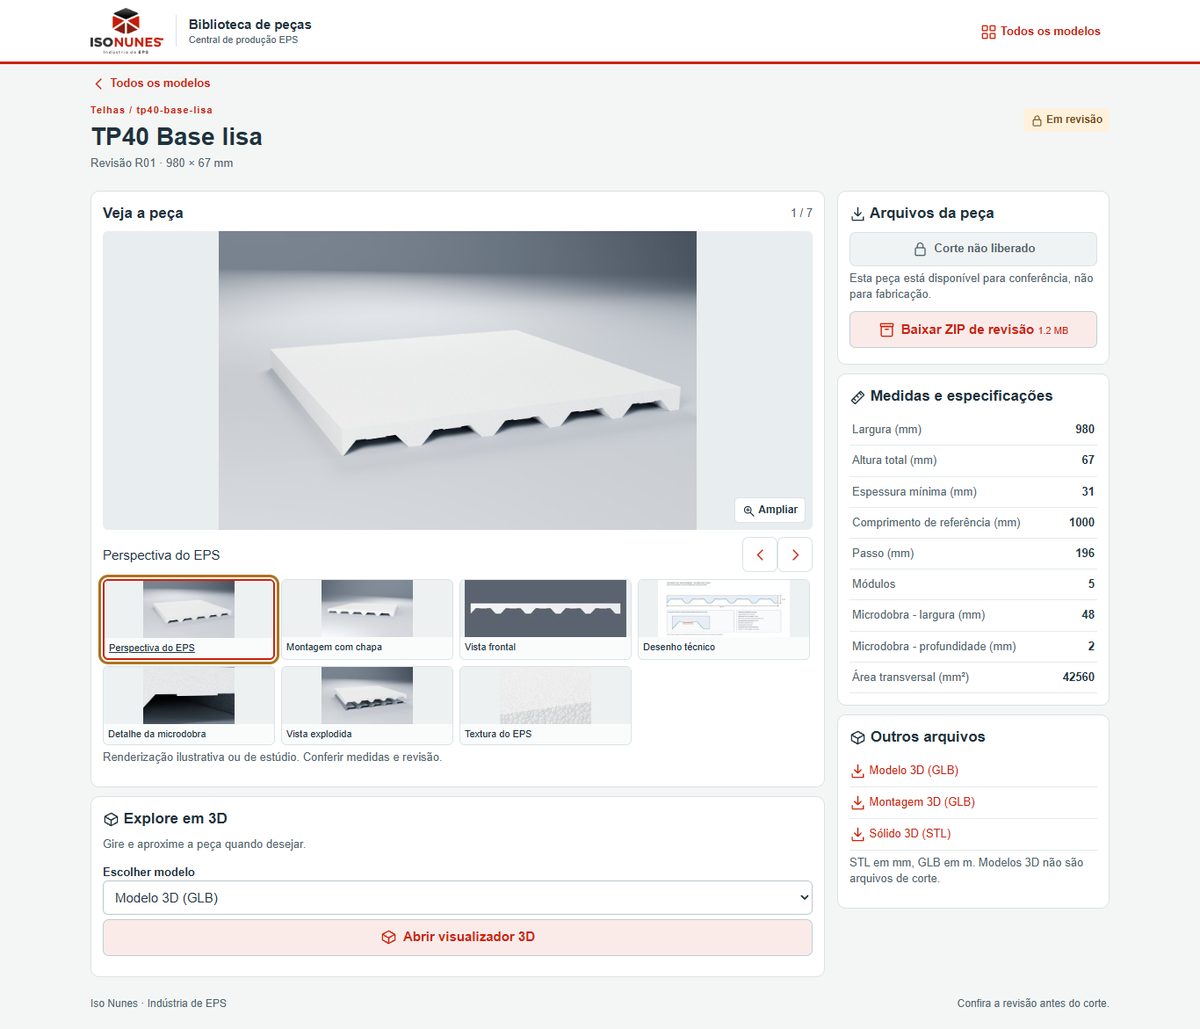 ISONUNES
Indústria de EPS
Biblioteca de peças
Central de produção EPS
Todos os modelos
Todos os modelos
Telhas / tp40-base-lisa
TP40 Base lisa
Revisão R01 · 980 × 67 mm
Em revisão
Veja a peça
1 / 7
Ampliar
Perspectiva do EPS
Perspectiva do EPS
Montagem com chapa
Vista frontal
Desenho técnico
Detalhe da microdobra
Vista explodida
Textura do EPS
Renderização ilustrativa ou de estúdio. Conferir medidas e revisão.
Explore em 3D
Gire e aproxime a peça quando desejar.
Escolher modelo
Modelo 3D (GLB)
Abrir visualizador 3D
Arquivos da peça
Corte não liberado
Esta peça está disponível para conferência, não
para fabricação.
Baixar ZIP de revisão 1.2 MB
Medidas e especificações
Largura (mm) 980
Altura total (mm) 67
Espessura mínima (mm) 31
Comprimento de referência (mm) 1000
Passo (mm) 196
Módulos 5
Microdobra - largura (mm) 48
Microdobra - profundidade (mm) 2
Área transversal (mm²) 42560
Outros arquivos
Modelo 3D (GLB)
Montagem 3D (GLB)
Sólido 3D (STL)
STL em mm, GLB em m. Modelos 3D não são
arquivos de corte.
Iso Nunes · Indústria de EPS
Confira a revisão antes do corte.